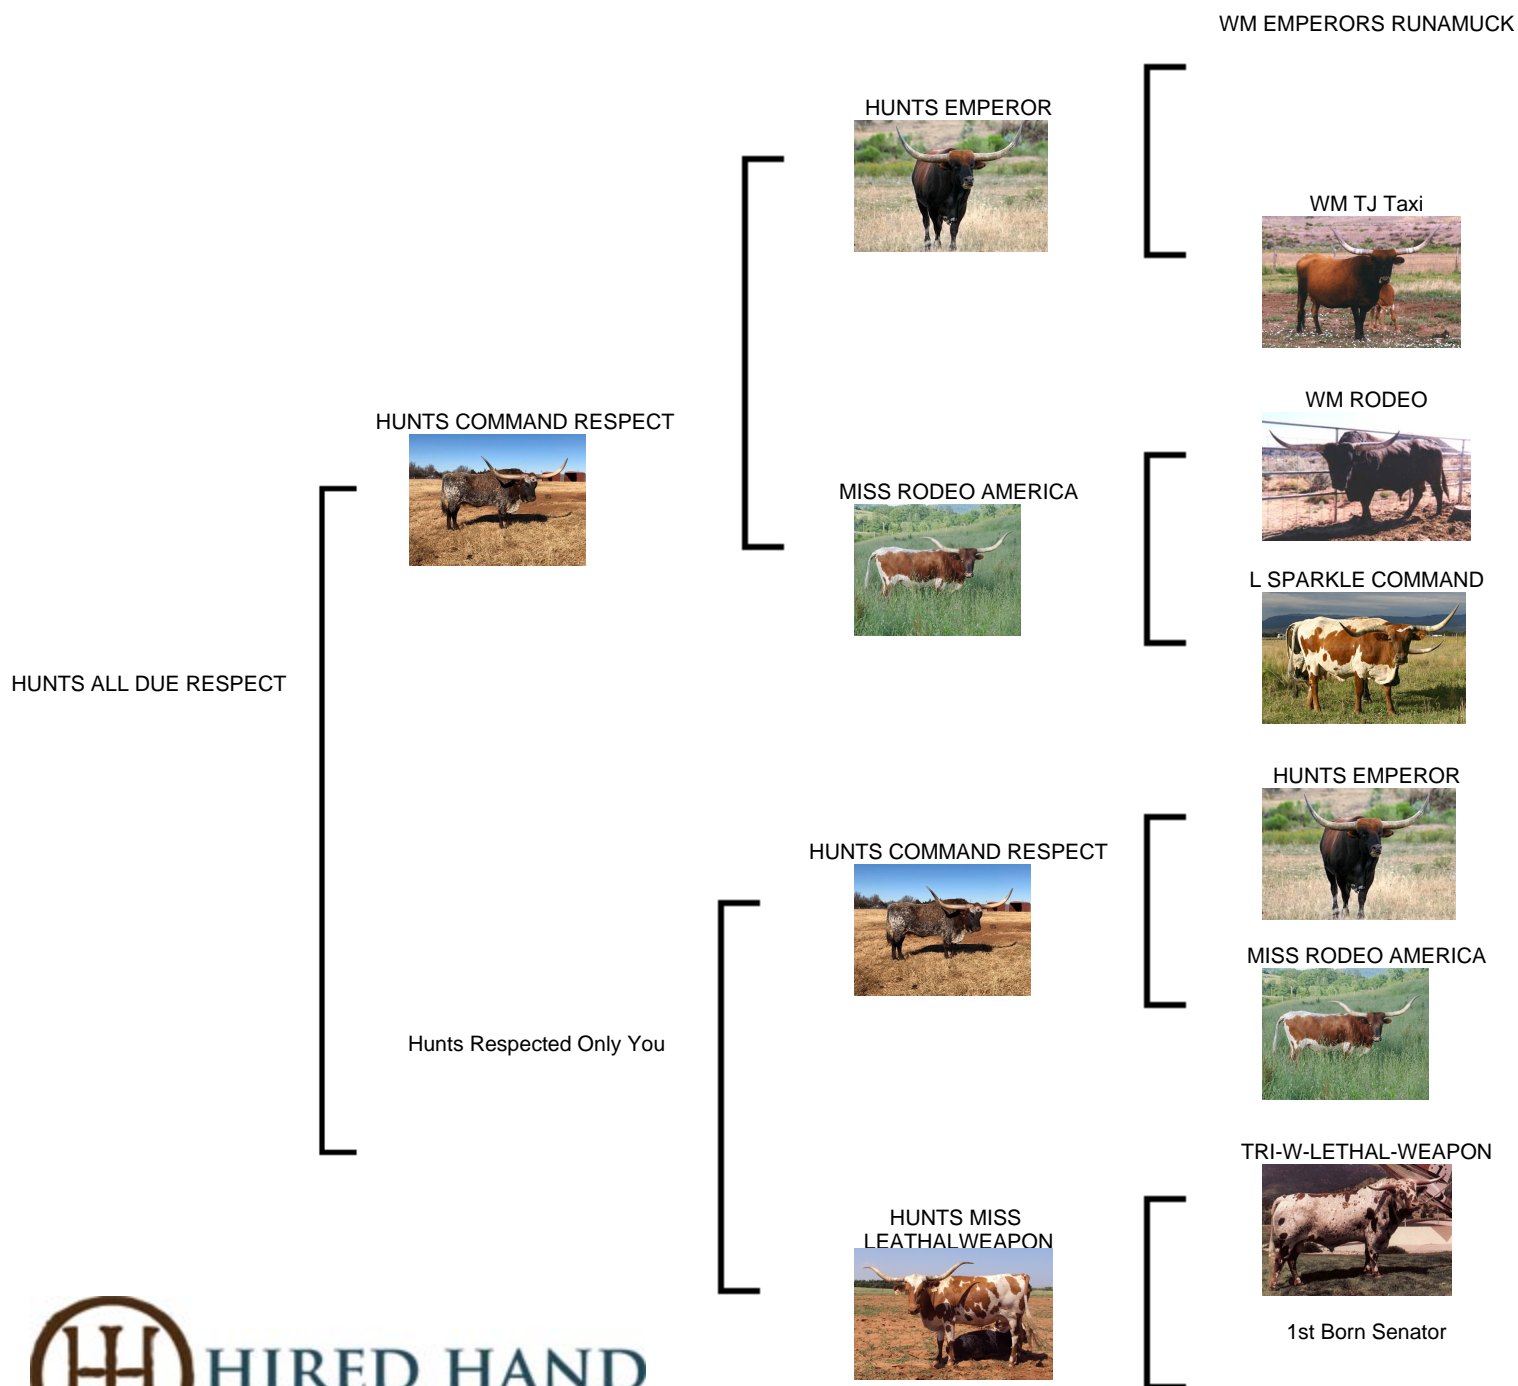 WM EMPERORS RUNAMUCK
HUNTS EMPEROR
WM TJ Taxi
WM RODEO
HUNTS COMMAND RESPECT
MISS RODEO AMERICA
L SPARKLE COMMAND
HUNTS ALL DUE RESPECT
HUNTS EMPEROR
HUNTS COMMAND RESPECT
MISS RODEO AMERICA
Hunts Respected Only You
TRI-W-LETHAL-WEAPON
HUNTS MISS
LEATHALWEAPON
1st Born Senator
HIRED HAND